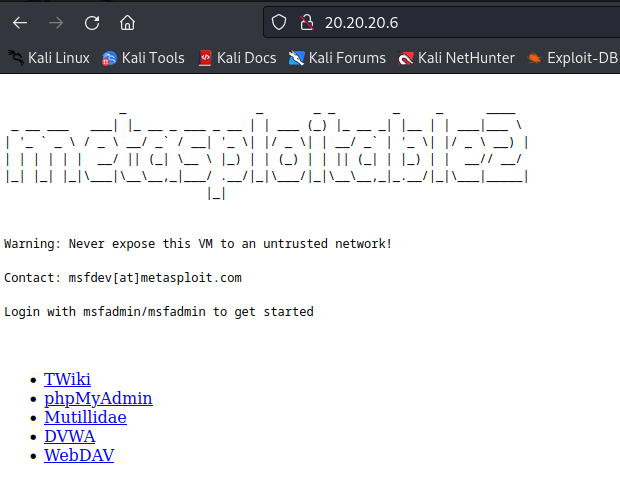 20.20.20.6
Kali Linux Kali Tools Kali Docs Kali Forums Kali NetHunter Exploit-DB
metasploitable2
Warning: Never expose this VM to an untrusted network!
Contact: msfdev[at]metasploit.com
Login with msfadmin/msfadmin to get started
TWiki
phpMyAdmin
Mutillidae
DVWA
WebDAV